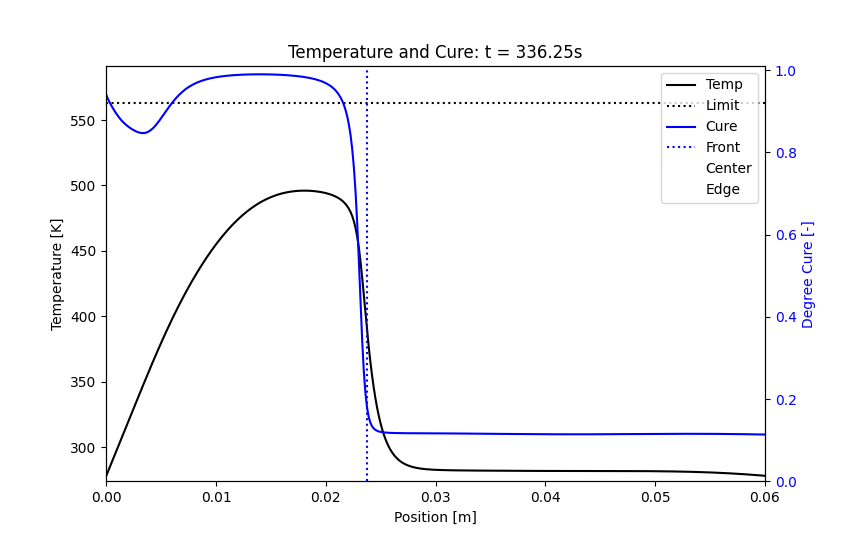 Temperature and Cure: t = 336.25s
Temperature [K]
550
500
450
400
350
300
1.0
0.8
0.6
0.4
0.2
0.0
Degree Cure [-]
Temp
Limit
Cure
Front
Center
Edge
0.00
0.01
0.02
0.03
0.04
0.05
0.06
Position [m]